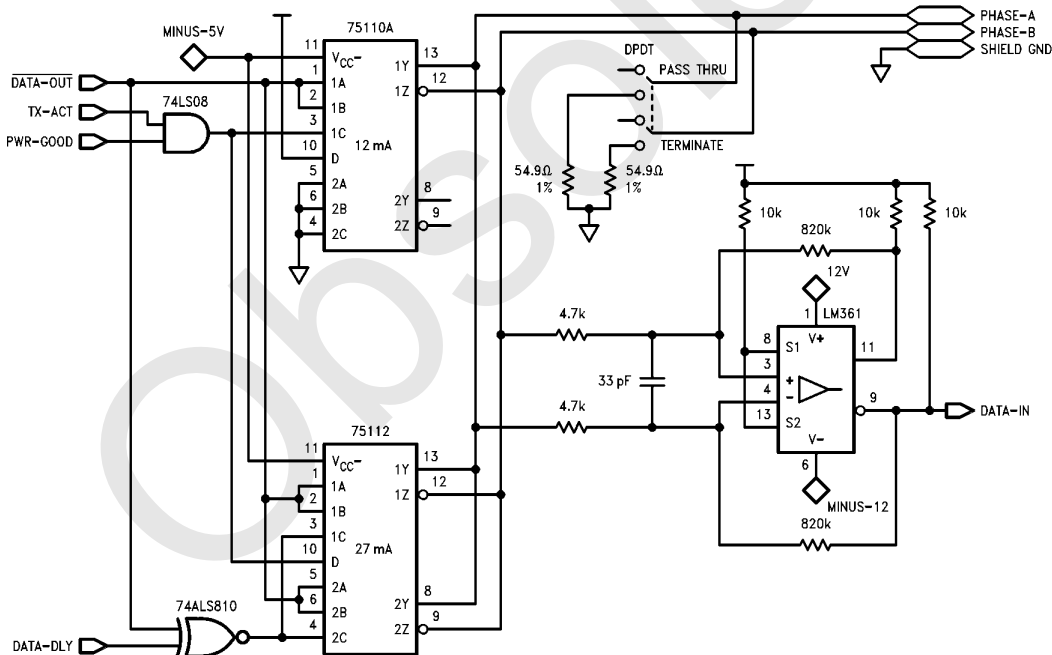 Obsolete
75110A
MINUS-5V
11 VCC- 1Y 13
DATA-OUT
1 1A 1Z 12
74LS08
2 1B
TX-ACT
3 1C
PWR-GOOD
10 D 12 mA
5 2A
6 2B 2Y 8
4 2C 2Z 9
DPDT
PASS THRU
TERMINATE
54.9Ω
1%
54.9Ω
1%
PHASE-A
PHASE-B
SHIELD GND
10k
10k
10k
820k
12V
1 LM361
V+
8 S1
11
3 +
4 -
9
13 S2
V-
6
MINUS-12
820k
DATA-IN
4.7k
33 pF
4.7k
75112
11 VCC- 1Y 13
1 1A 1Z 12
2 1B
3 1C
10 D 27 mA
5 2A
6 2B 2Y 8
4 2C 2Z 9
74ALS810
DATA-DLY